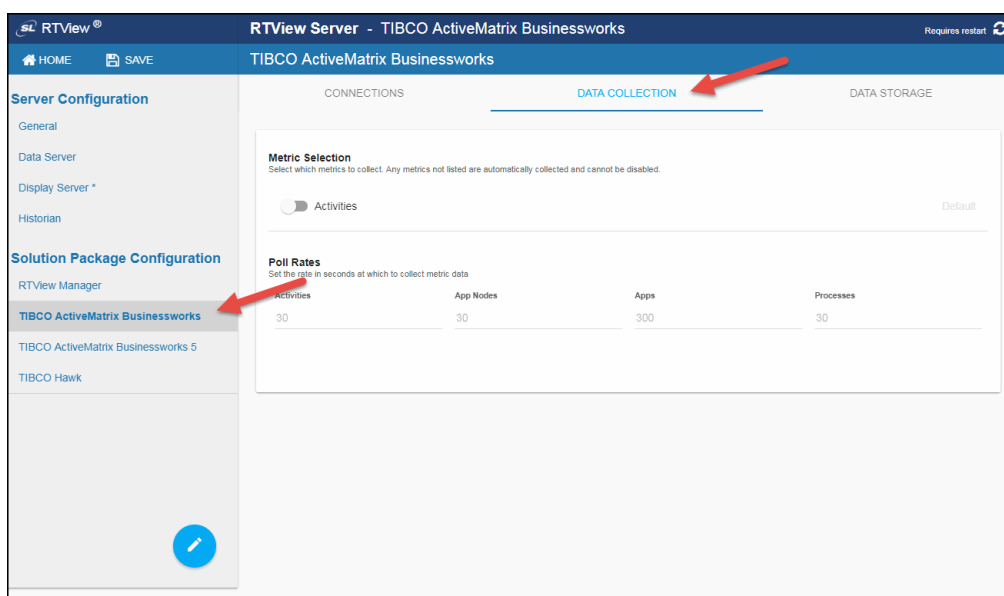 SL RTView ®
RTView Server - TIBCO ActiveMatrix Businessworks
Requires restart
HOME
SAVE
TIBCO ActiveMatrix Businessworks
Server Configuration
General
Data Server
Display Server *
Historian
Solution Package Configuration
RTView Manager
TIBCO ActiveMatrix Businessworks
TIBCO ActiveMatrix Businessworks 5
TIBCO Hawk
CONNECTIONS
DATA COLLECTION
DATA STORAGE
Metric Selection
Select which metrics to collect. Any metrics not listed are automatically collected and cannot be disabled.
Activities
Default
Poll Rates
Set the rate in seconds at which to collect metric data
Activities
App Nodes
Apps
Processes
30
30
300
30